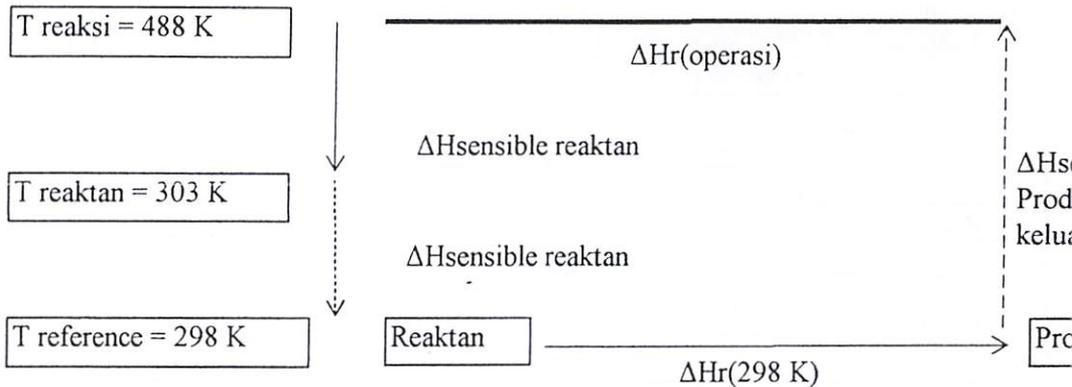 T reaksi = 488 K
ΔHr(operasi)
ΔHsensible reaktan
T reaktan = 303 K
ΔHsensible reaktan
T reference = 298 K
Reaktan
ΔHr(298 K)